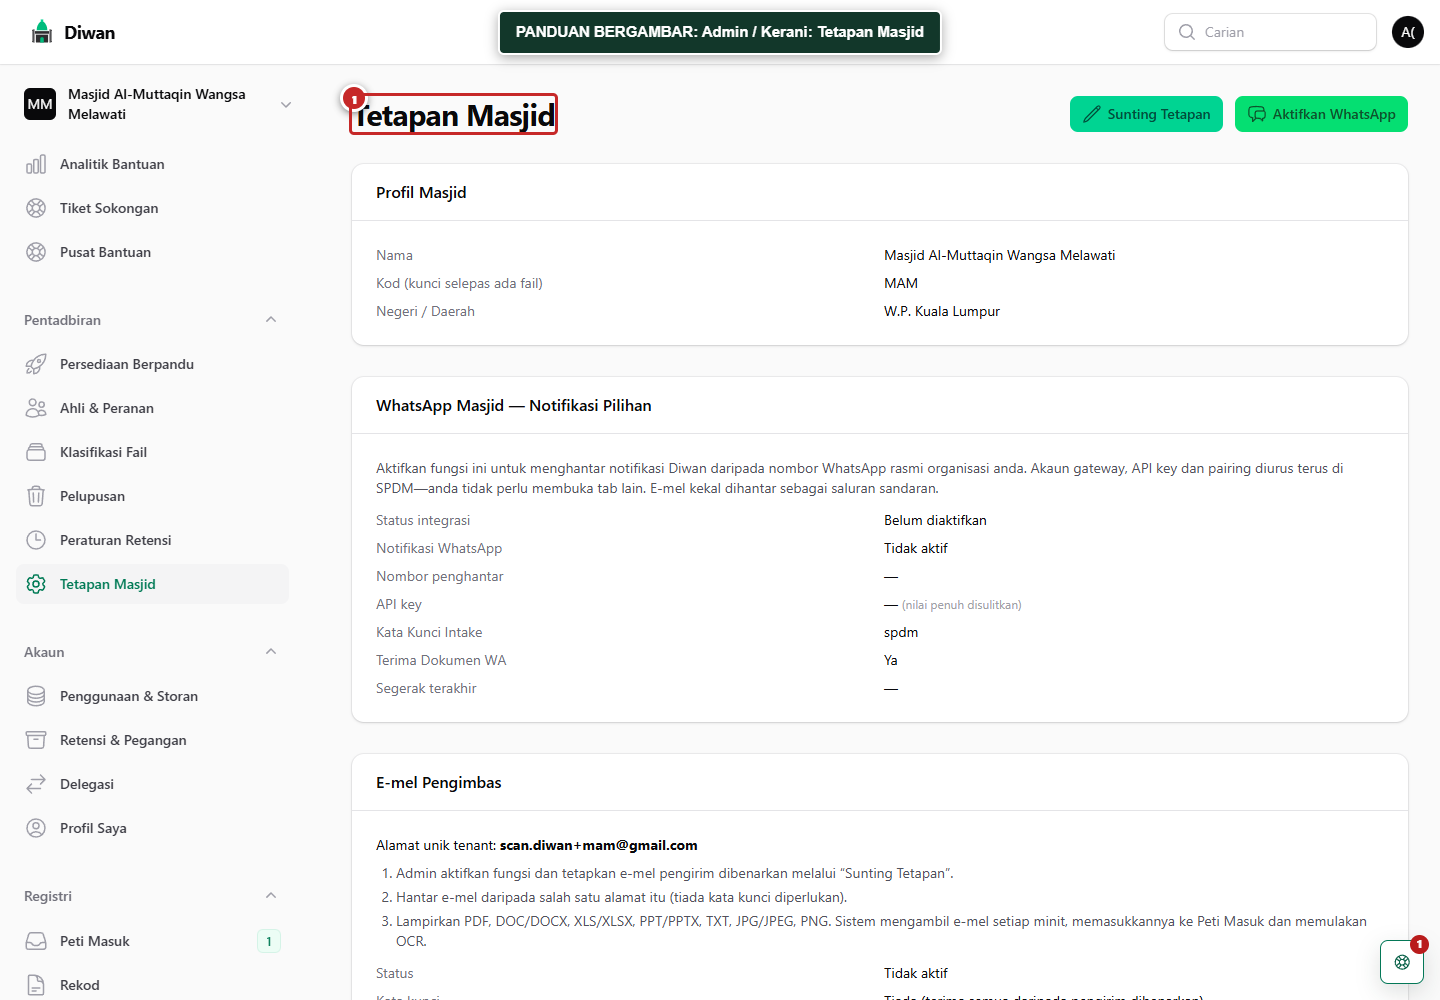 Diwan
PANDUAN BERGAMBAR: Admin / Kerani: Tetapan Masjid
Carian
A(
MM
Masjid Al-Muttaqin Wangsa
Melawati
Analitik Bantuan
Tiket Sokongan
Pusat Bantuan
Pentadbiran
Persediaan Berpandu
Ahli & Peranan
Klasifikasi Fail
Pelupusan
Peraturan Retensi
Tetapan Masjid
Akaun
Penggunaan & Storan
Retensi & Pegangan
Delegasi
Profil Saya
Registri
Peti Masuk 1
Rekod
1
Tetapan Masjid
Sunting Tetapan
Aktifkan WhatsApp
Profil Masjid
Nama Masjid Al-Muttaqin Wangsa Melawati
Kod (kunci selepas ada fail) MAM
Negeri / Daerah W.P. Kuala Lumpur
WhatsApp Masjid — Notifikasi Pilihan
Aktifkan fungsi ini untuk menghantar notifikasi Diwan daripada nombor WhatsApp rasmi organisasi anda. Akaun gateway, API key dan pairing diurus terus di
SPDM—anda tidak perlu membuka tab lain. E-mel kekal dihantar sebagai saluran sandaran.
Status integrasi Belum diaktifkan
Notifikasi WhatsApp Tidak aktif
Nombor penghantar —
API key — (nilai penuh disulitkan)
Kata Kunci Intake spdm
Terima Dokumen WA Ya
Segerak terakhir —
E-mel Pengimbas
Alamat unik tenant: scan.diwan+mam@gmail.com
1. Admin aktifkan fungsi dan tetapkan e-mel pengirim dibenarkan melalui “Sunting Tetapan”.
2. Hantar e-mel daripada salah satu alamat itu (tiada kata kunci diperlukan).
3. Lampirkan PDF, DOC/DOCX, XLS/XLSX, PPT/PPTX, TXT, JPG/JPEG, PNG. Sistem mengambil e-mel setiap minit, memasukkannya ke Peti Masuk dan memulakan
OCR.
Status Tidak aktif
Kata kunci Tiada (terima semua daripada pengirim dibenarkan)
1